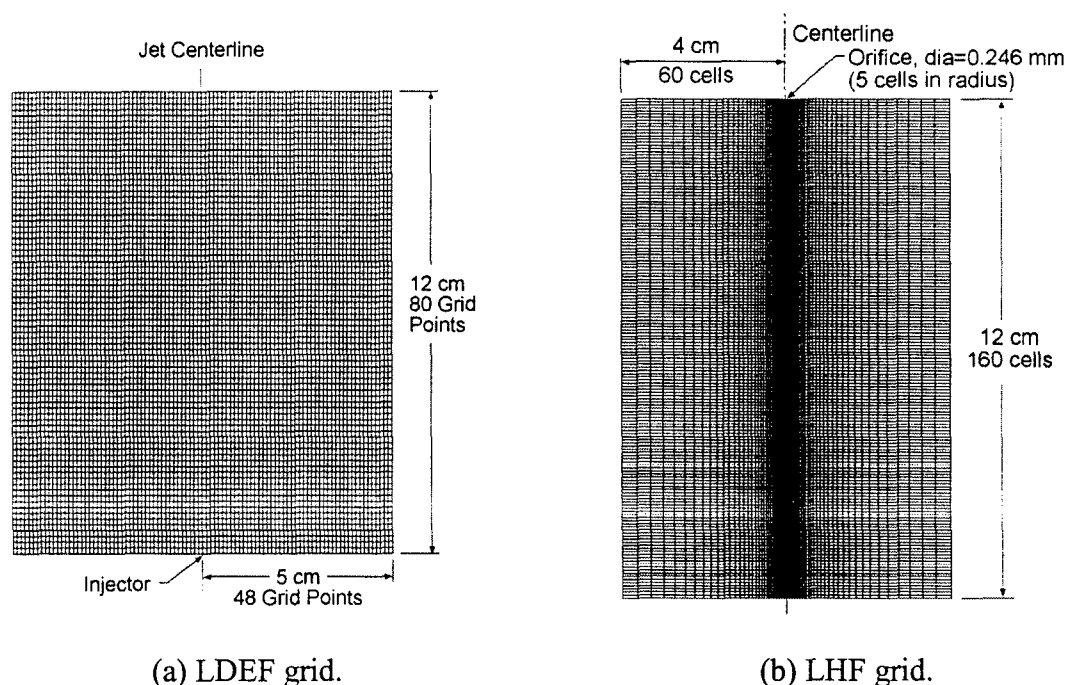 Jet Centerline
12 cm
80 Grid
Points
Injector
5 cm
48 Grid Points
(a) LDEF grid.
Centerline
4 cm
60 cells
Orifice, dia=0.246 mm
(5 cells in radius)
12 cm
160 cells
(b) LHF grid.